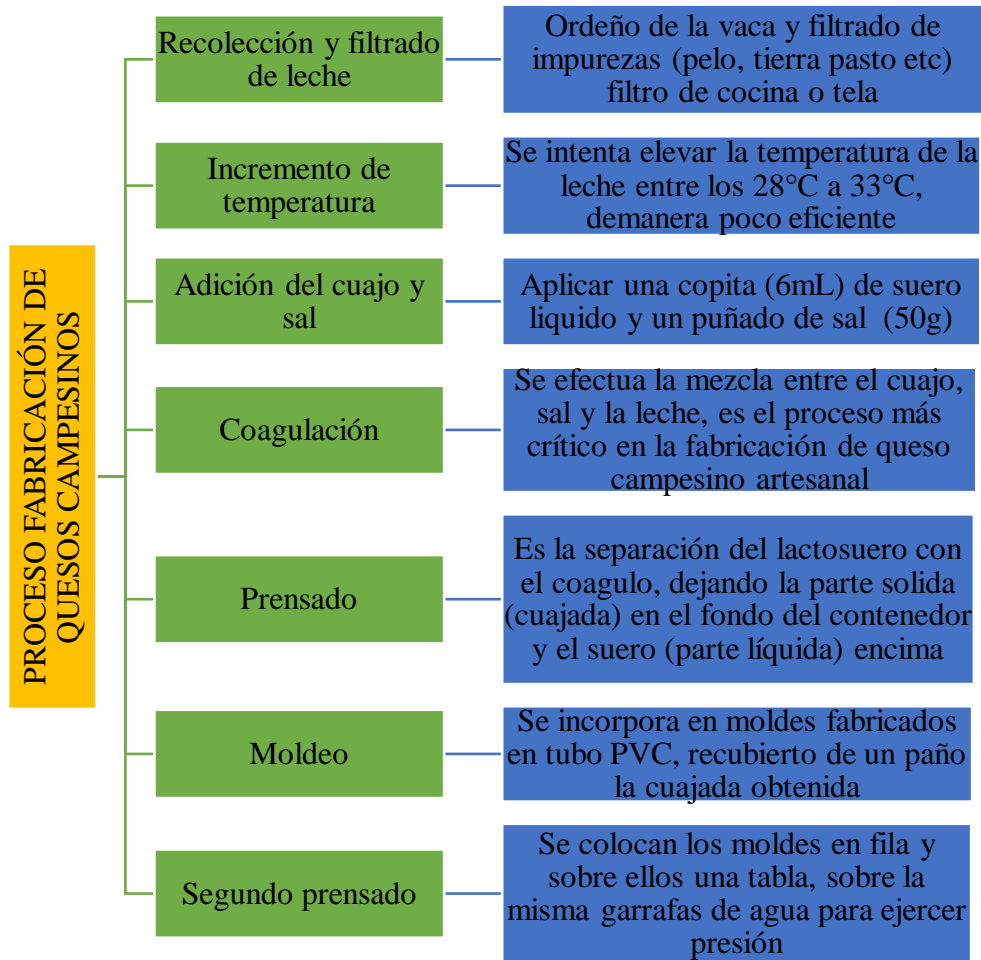 PROCESO FABRICACIÓN DE
QUESOS CAMPESINOS
Recolección y filtrado
de leche
Ordeño de la vaca y filtrado de
impurezas (pelo, tierra pasto etc)
filtro de cocina o tela
Incremento de
temperatura
Se intenta elevar la temperatura de la
leche entre los 28°C a 33°C,
demanera poco eficiente
Adición del cuajo y
sal
Aplicar una copita (6mL) de suero
liquido y un puñado de sal (50g)
Coagulación
Se efectua la mezcla entre el cuajo,
sal y la leche, es el proceso más
crítico en la fabricación de queso
campesino artesanal
Prensado
Es la separación del lactosuero con
el coagulo, dejando la parte solida
(cuajada) en el fondo del contenedor
y el suero (parte líquida) encima
Moldeo
Se incorpora en moldes fabricados
en tubo PVC, recubierto de un paño
la cuajada obtenida
Segundo prensado
Se colocan los moldes en fila y
sobre ellos una tabla, sobre la
misma garrafas de agua para ejercer
presión